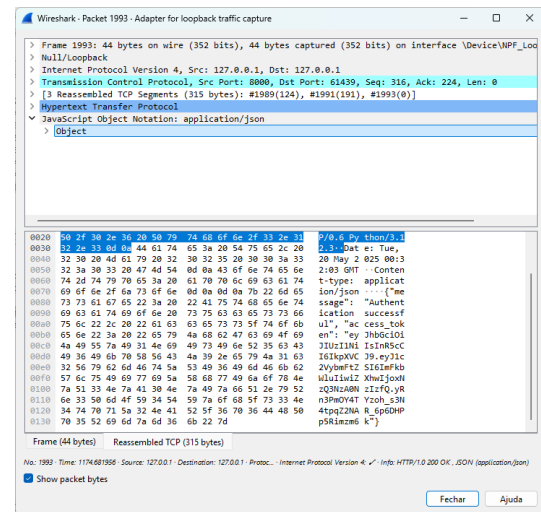 Wireshark · Packet 1993 · Adapter for loopback traffic capture
Frame 1993: 44 bytes on wire (352 bits), 44 bytes captured (352 bits) on interface \Device\NPF_Loo
Null/Loopback
Internet Protocol Version 4, Src: 127.0.0.1, Dst: 127.0.0.1
Transmission Control Protocol, Src Port: 8000, Dst Port: 61439, Seq: 316, Ack: 224, Len: 0
[3 Reassembled TCP Segments (315 bytes): #1989(124), #1991(191), #1993(0)]
Hypertext Transfer Protocol
JavaScript Object Notation: application/json
Object
0020 50 2f 30 2e 36 20 50 79 74 68 6f 6e 2f 33 2e 31 P/0.6 Py thon/3.1
0030 32 2e 33 0d 0a 44 61 74 65 3a 20 54 75 65 2c 20 2.3··Dat e: Tue,
0040 32 30 20 4d 61 79 20 32 30 32 35 20 30 30 3a 33 20 May 2 025 00:3
0050 32 3a 30 33 20 47 4d 54 0d 0a 43 6f 6e 74 65 6e 2:03 GMT ··Conten
0060 74 2d 74 79 70 65 3a 20 61 70 70 6c 69 63 61 74 t-type: applicat
0070 69 6f 6e 2f 6a 73 6f 6e 0d 0a 0d 0a 7b 22 6d 65 ion/json ····{"me
0080 73 73 61 67 65 22 3a 20 22 41 75 74 68 65 6e 74 ssage": "Authent
0090 69 63 61 74 69 6f 6e 20 73 75 63 63 65 73 73 66 ication successf
00a0 75 6c 22 2c 20 22 61 63 63 65 73 73 5f 74 6f 6b ul", "ac cess_tok
00b0 65 6e 22 3a 20 22 65 79 4a 68 62 47 63 69 4f 69 en": "ey JhbGciOi
00c0 4a 49 55 7a 49 31 4e 69 49 73 49 6e 52 35 63 43 JIUzI1Ni IsInR5cC
00d0 49 36 49 6b 70 58 56 43 4a 39 2e 65 79 4a 31 63 I6IkpXVC J9.eyJ1c
00e0 32 56 79 62 6d 46 74 5a 53 49 36 49 6d 46 6b 62 2VybmFtZ SI6ImFkb
00f0 57 6c 75 49 69 77 69 5a 58 68 77 49 6a 6f 78 4e WluIiwiZ XhwIjoxN
0100 7a 51 33 4e 7a 41 30 4e 7a 49 7a 66 51 2e 79 52 zQ3NzA0N zIzfQ.yR
0110 6e 33 50 6d 4f 59 34 54 59 7a 6f 68 5f 73 33 4e n3PmOY4T Yzoh_s3N
0120 34 74 70 71 5a 32 4e 41 52 5f 36 70 36 44 48 50 4tpqZ2NA R_6p6DHP
0130 70 35 52 69 6d 7a 6d 36 6b 22 7d p5Rimzm6 k"}
Frame (44 bytes) Reassembled TCP (315 bytes)
No.: 1993 · Time: 1174.681956 · Source: 127.0.0.1 · Destination: 127.0.0.1 · Protoc... · Internet Protocol Version 4: ✓ · Info: HTTP/1.0 200 OK , JSON (application/json)
Show packet bytes
Fechar Ajuda